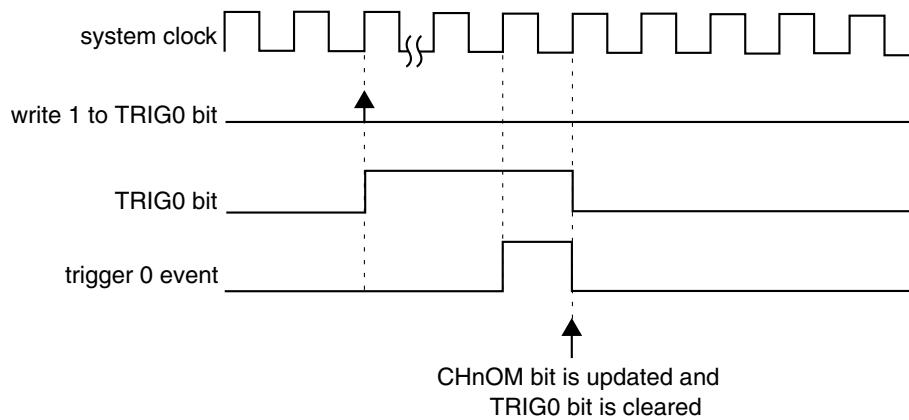 system clock
write 1 to TRIG0 bit
TRIG0 bit
trigger 0 event
CHnOM bit is updated and
TRIG0 bit is cleared